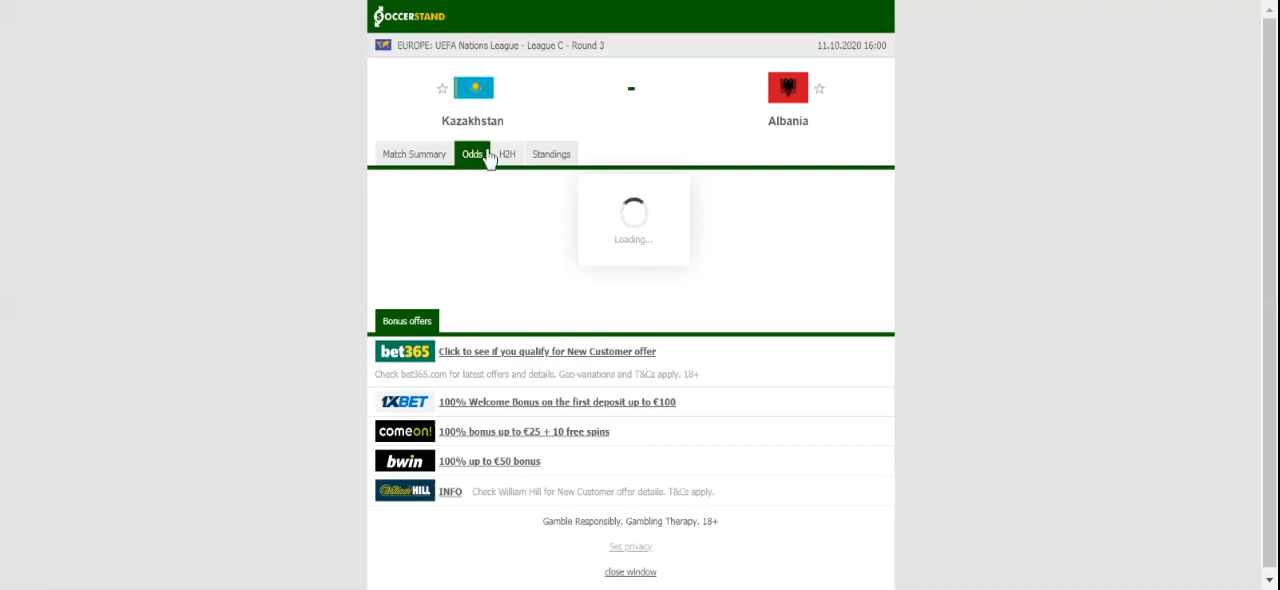 SOCCERSTAND
EUROPE: UEFA Nations League - League C - Round 3 11.10.2020 16:00
-
Kazakhstan Albania
Match Summary Odds H2H Standings
Loading...
Bonus offers
bet365 Click to see if you qualify for New Customer offer
Check bet365.com for latest offers and details. Geo-variations and T&Cs apply. 18+
1XBET 100% Welcome Bonus on the first deposit up to €100
comeon! 100% bonus up to €25 + 10 free spins
bwin 100% up to €50 bonus
William HILL INFO Check William Hill for New Customer offer details. T&Cs apply.
Gamble Responsibly. Gambling Therapy. 18+
Set privacy
close window